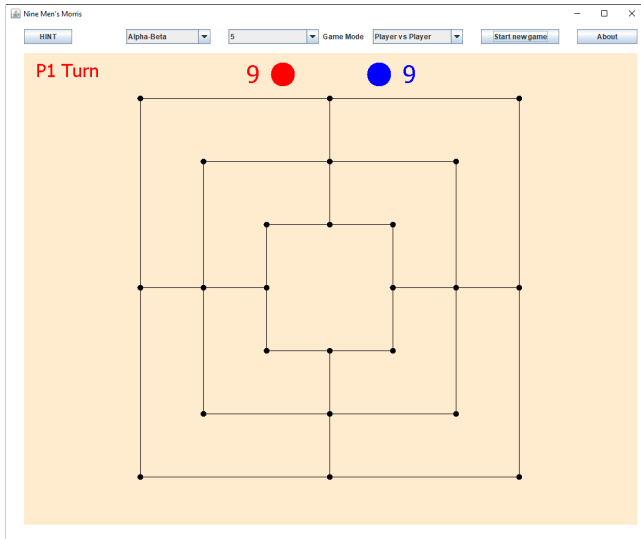 Nine Men's Morris
HINT Alpha-Beta 5 Game Mode Player vs Player Start new game About
P1 Turn 9 9